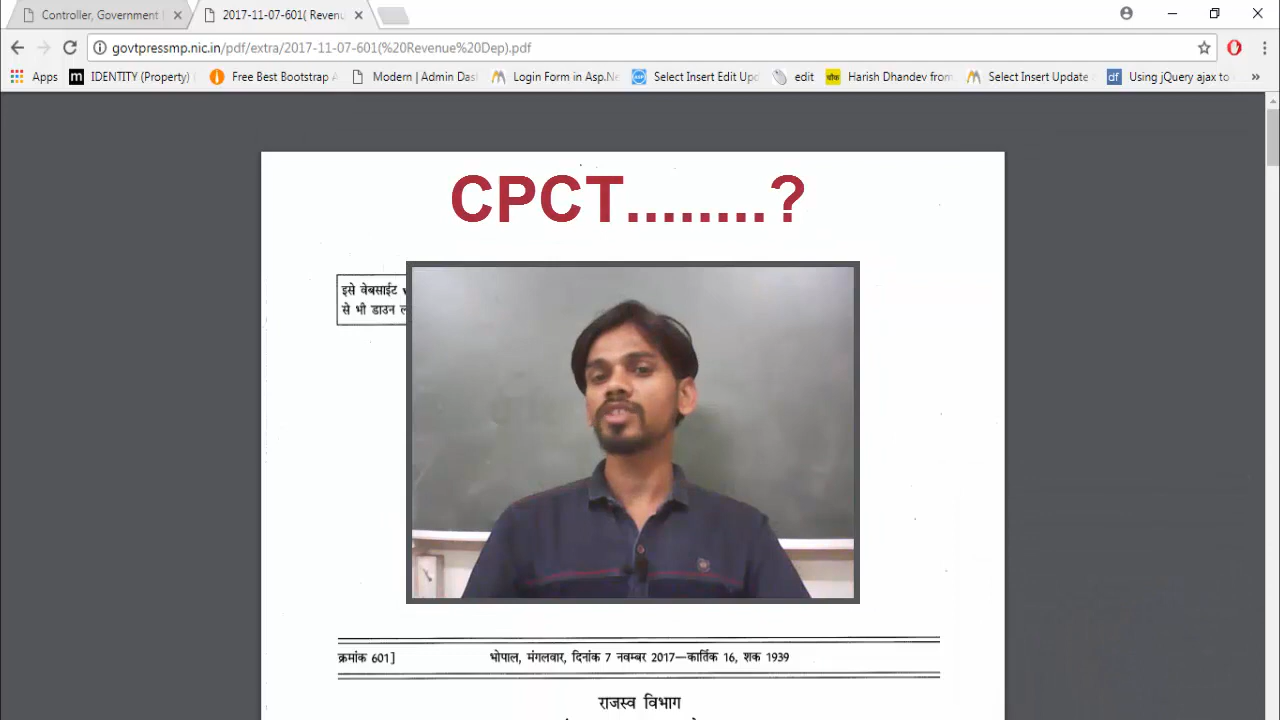 Controller, Government
2017-11-07-601( Revenu
govtpressmp.nic.in/pdf/extra/2017-11-07-601(%20Revenue%20Dep).pdf
Apps IDENTITY (Property) Free Best Bootstrap Modern | Admin Das Login Form in Asp.Ne Select Insert Edit Upd edit Harish Dhandev from Select Insert Update Using jQuery ajax to
CPCT........?
इसे वेबसाईट
से भी डाउन
क्रमांक 601] भोपाल, मंगलवार, दिनांक 7 नवम्बर 2017—कार्तिक 16, शक 1939
राजस्व विभाग